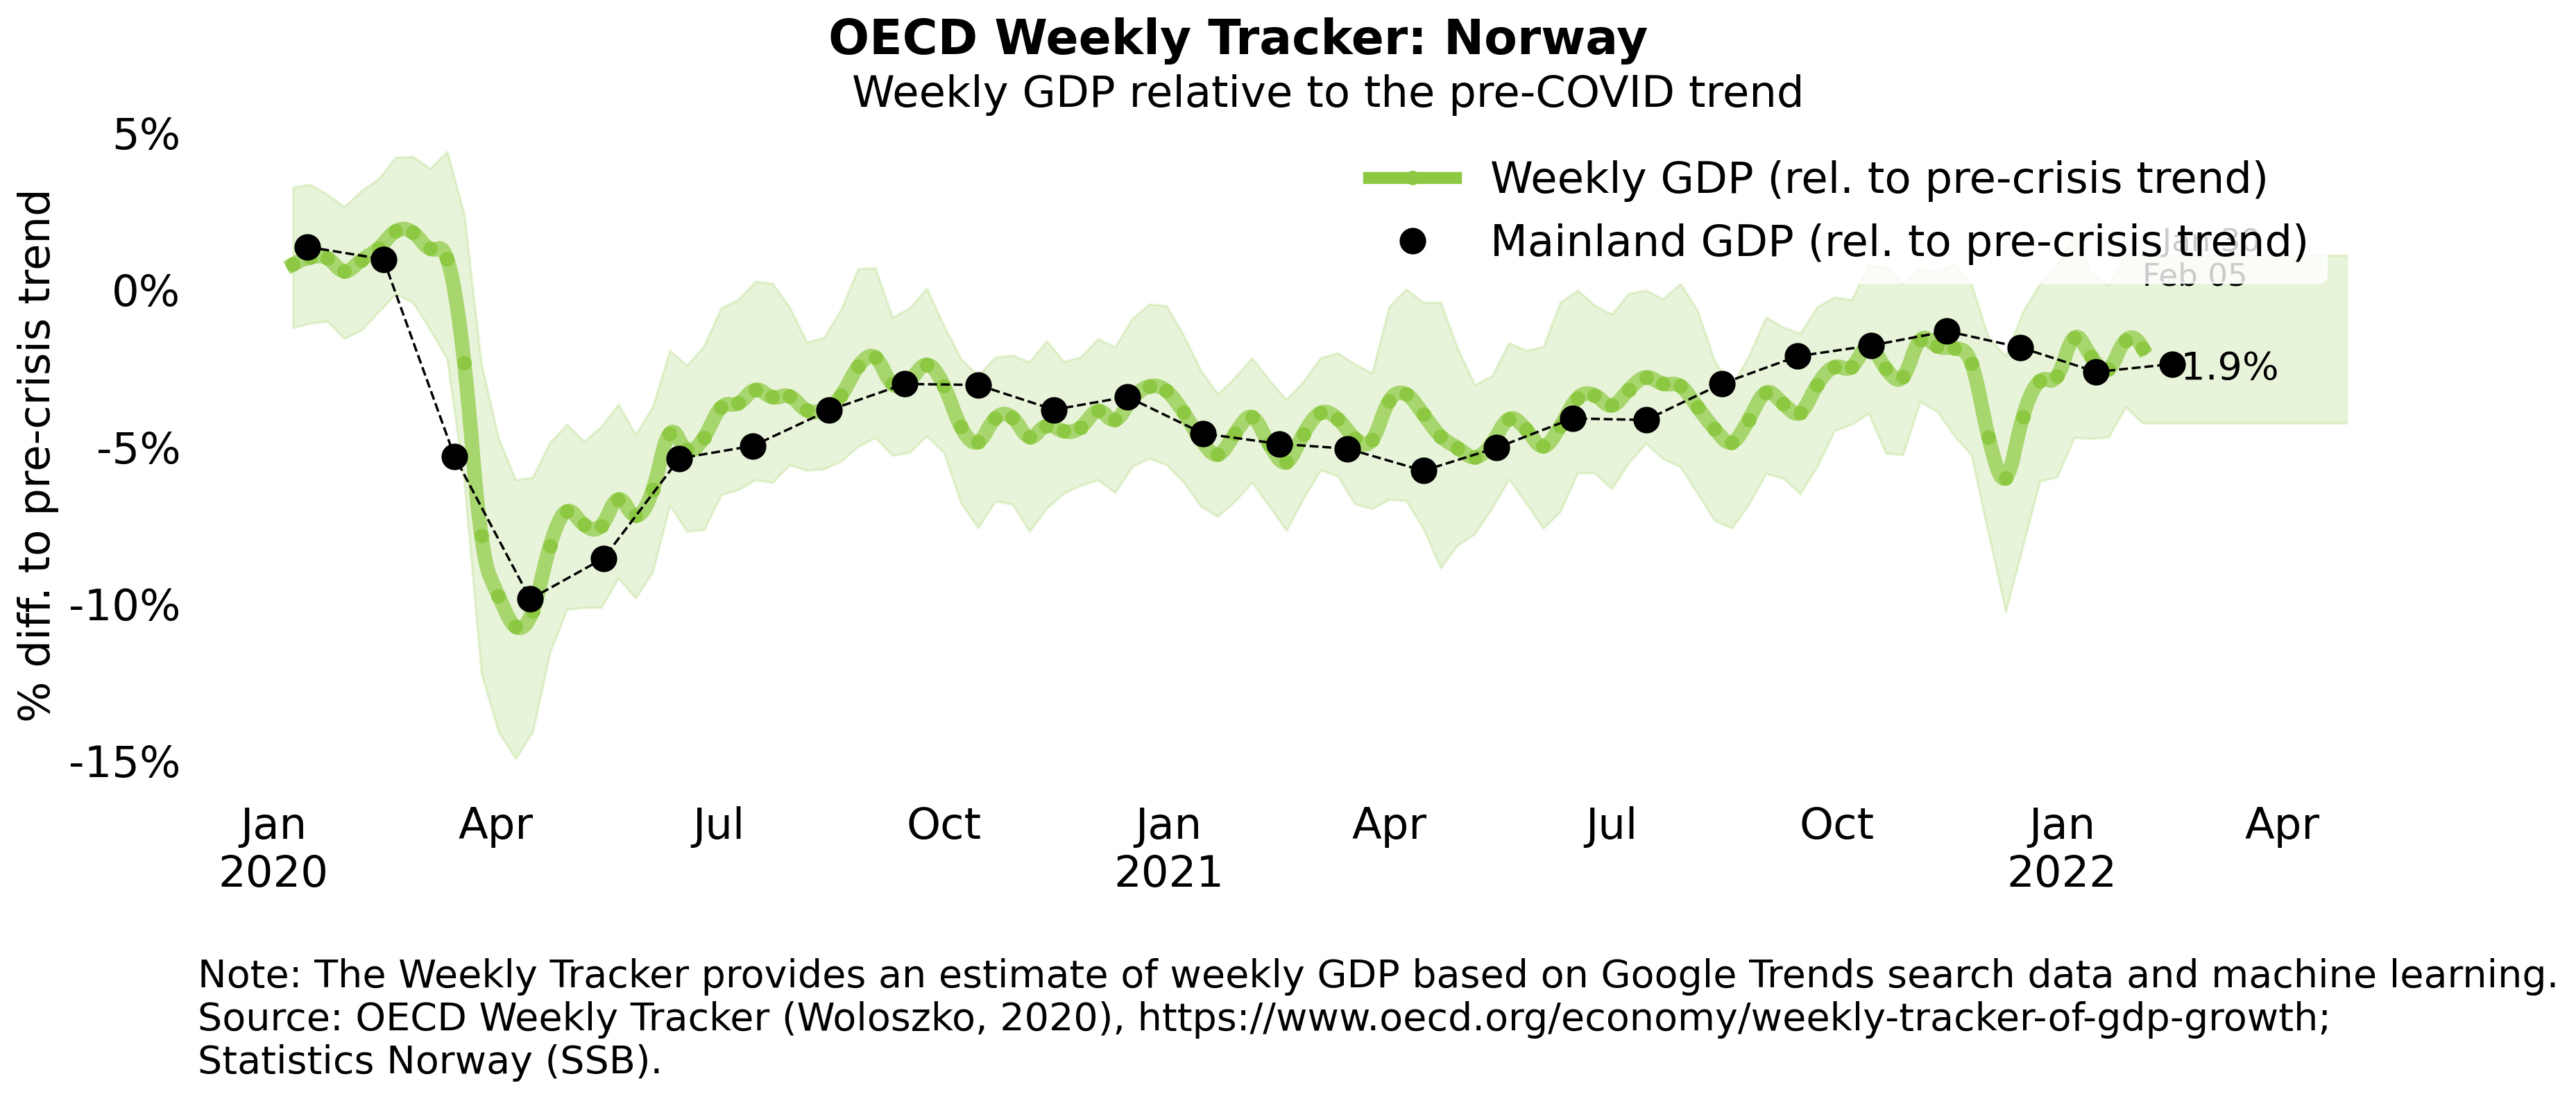 OECD Weekly Tracker: Norway
Weekly GDP relative to the pre-COVID trend
% diff. to pre-crisis trend
5%
0%
-5%
-10%
-15%
Weekly GDP (rel. to pre-crisis trend)
Mainland GDP (rel. to pre-crisis trend)
Jan 30
Feb 05
1.9%
Jan Apr Jul Oct Jan Apr Jul Oct Jan Apr
2020 2021 2022
Note: The Weekly Tracker provides an estimate of weekly GDP based on Google Trends search data and machine learning.
Source: OECD Weekly Tracker (Woloszko, 2020), https://www.oecd.org/economy/weekly-tracker-of-gdp-growth;
Statistics Norway (SSB).